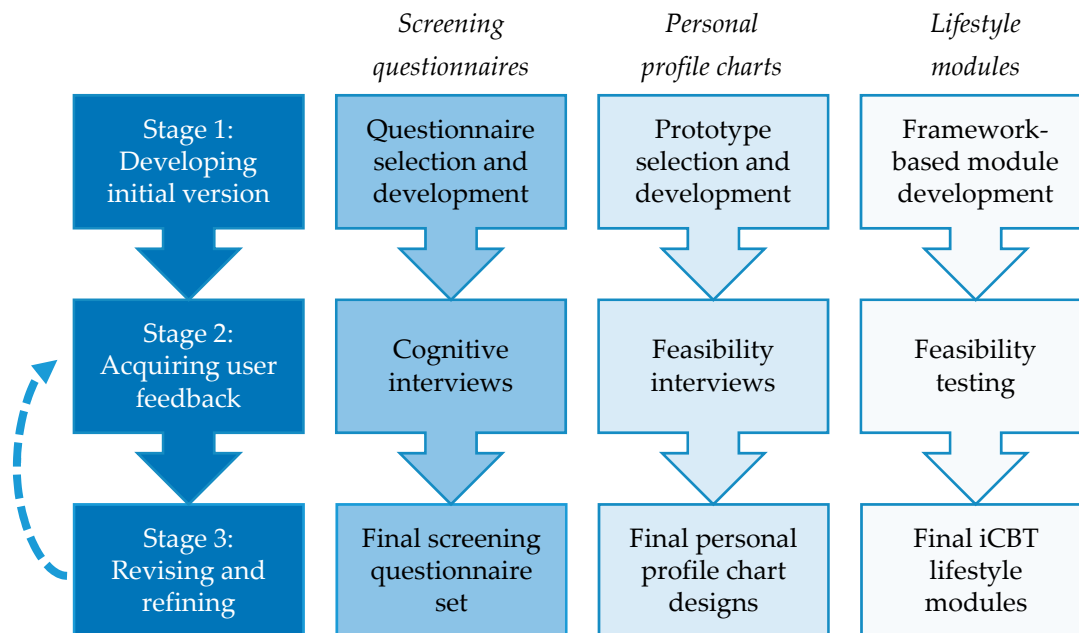 Screening
questionnaires
Personal
profile charts
Lifestyle
modules
Stage 1:
Developing
initial version
Questionnaire
selection and
development
Prototype
selection and
development
Framework-
based module
development
Stage 2:
Acquiring user
feedback
Cognitive
interviews
Feasibility
interviews
Feasibility
testing
Stage 3:
Revising and
refining
Final screening
questionnaire
set
Final personal
profile chart
designs
Final iCBT
lifestyle
modules